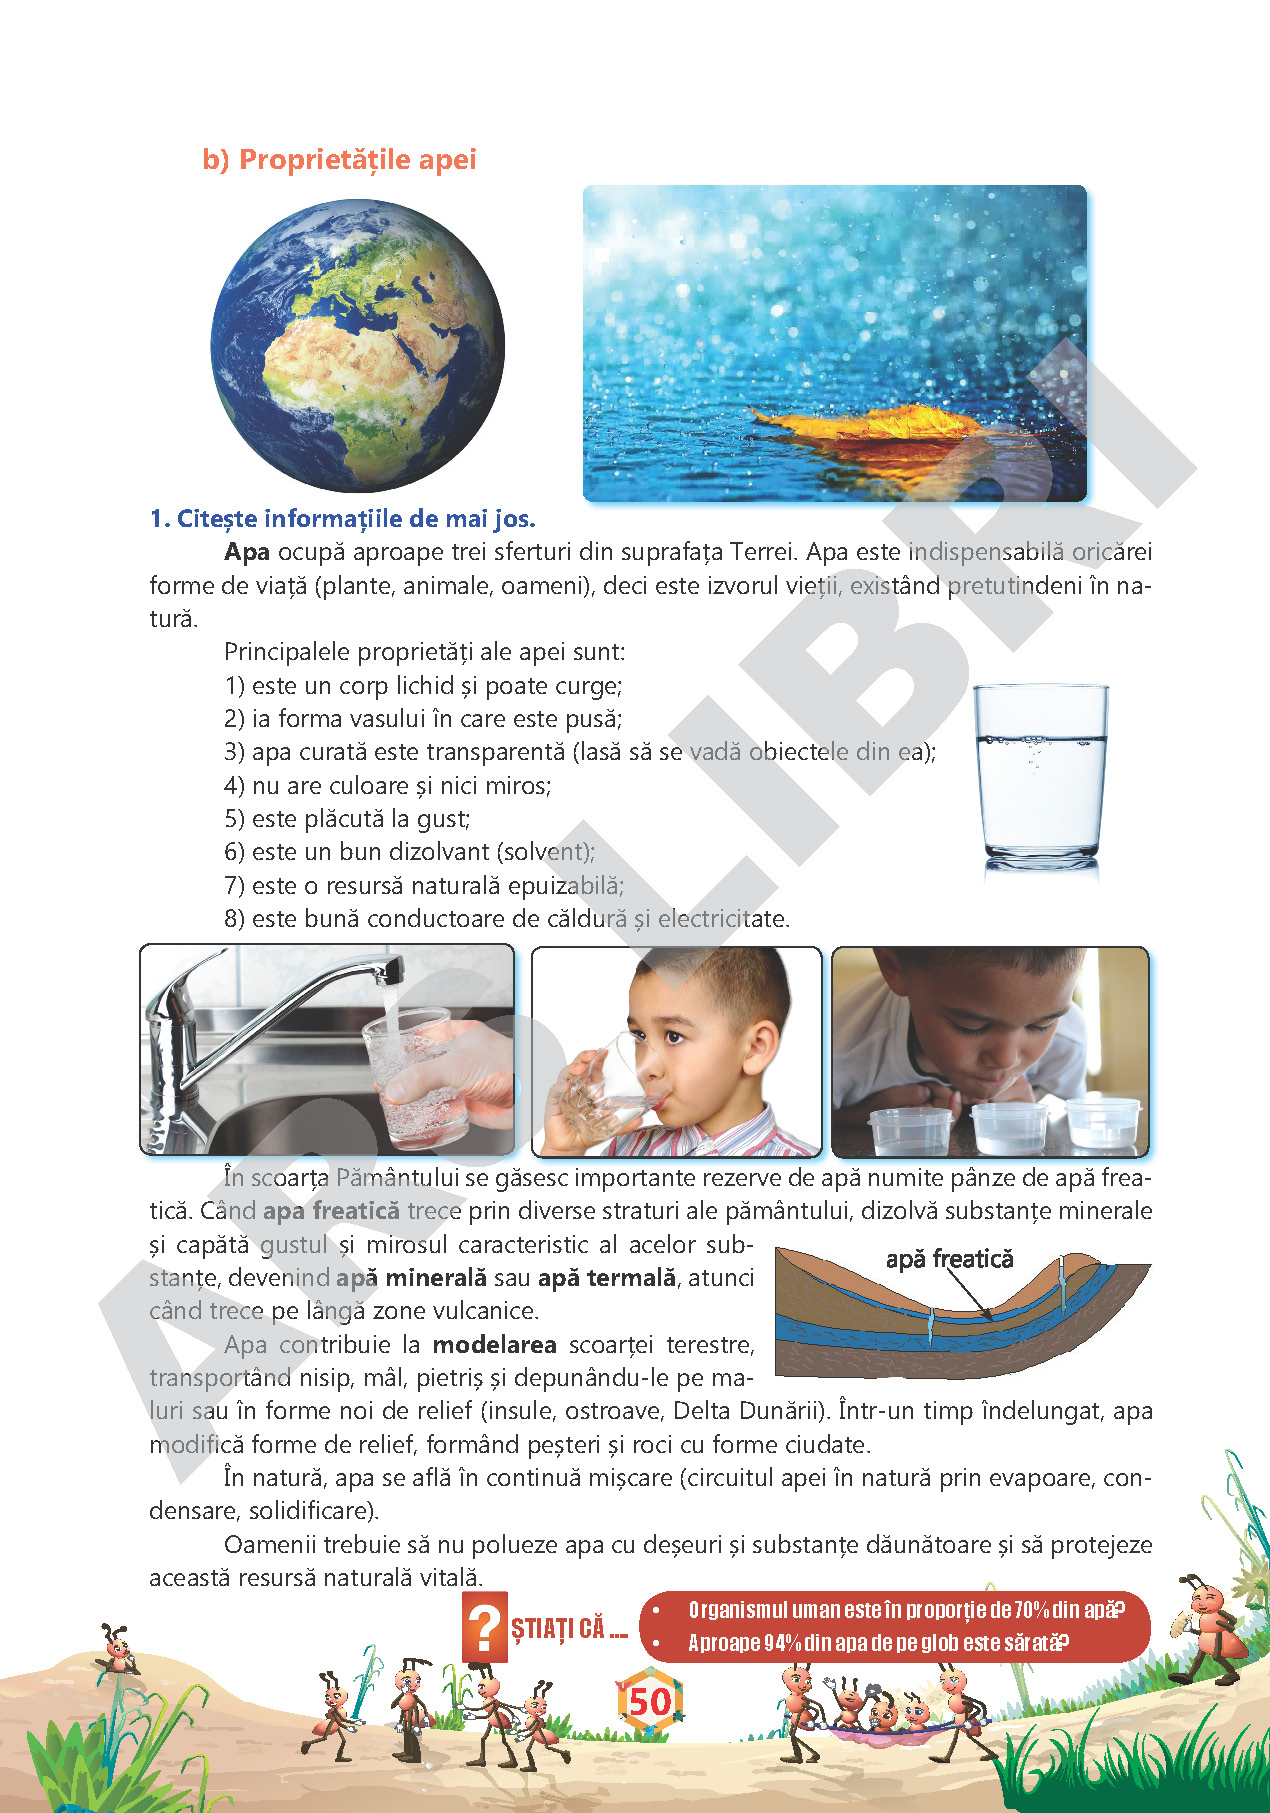 b) Proprietățile apei
1. Citește informațiile de mai jos.
Apa ocupă aproape trei sferturi din suprafața Terrei. Apa este indispensabilă oricărei
forme de viață (plante, animale, oameni), deci este izvorul vieții, existând pretutindeni în na-
tură.
Principalele proprietăți ale apei sunt:
1) este un corp lichid și poate curge;
2) ia forma vasului în care este pusă;
3) apa curată este transparentă (lasă să se vadă obiectele din ea);
4) nu are culoare și nici miros;
5) este plăcută la gust;
6) este un bun dizolvant (solvent);
7) este o resursă naturală epuizabilă;
8) este bună conductoare de căldură și electricitate.
În scoarța Pământului se găsesc importante rezerve de apă numite pânze de apă frea-
tică. Când apa freatică trece prin diverse straturi ale pământului, dizolvă substanțe minerale
și capătă gustul și mirosul caracteristic al acelor sub-
stanțe, devenind apă minerală sau apă termală, atunci
când trece pe lângă zone vulcanice.
apă freatică
Apa contribuie la modelarea scoarței terestre,
transportând nisip, mâl, pietriș și depunându-le pe ma-
luri sau în forme noi de relief (insule, ostroave, Delta Dunării). Într-un timp îndelungat, apa
modifică forme de relief, formând peșteri și roci cu forme ciudate.
În natură, apa se află în continuă mișcare (circuitul apei în natură prin evapoare, con-
densare, solidificare).
Oamenii trebuie să nu polueze apa cu deșeuri și substanțe dăunătoare și să protejeze
această resursă naturală vitală.
? ȘTIAȚI CĂ ....
• Organismul uman este în proporție de 70% din apă?
• Aproape 94% din apa de pe glob este sărată?
50
ARS LIBRI